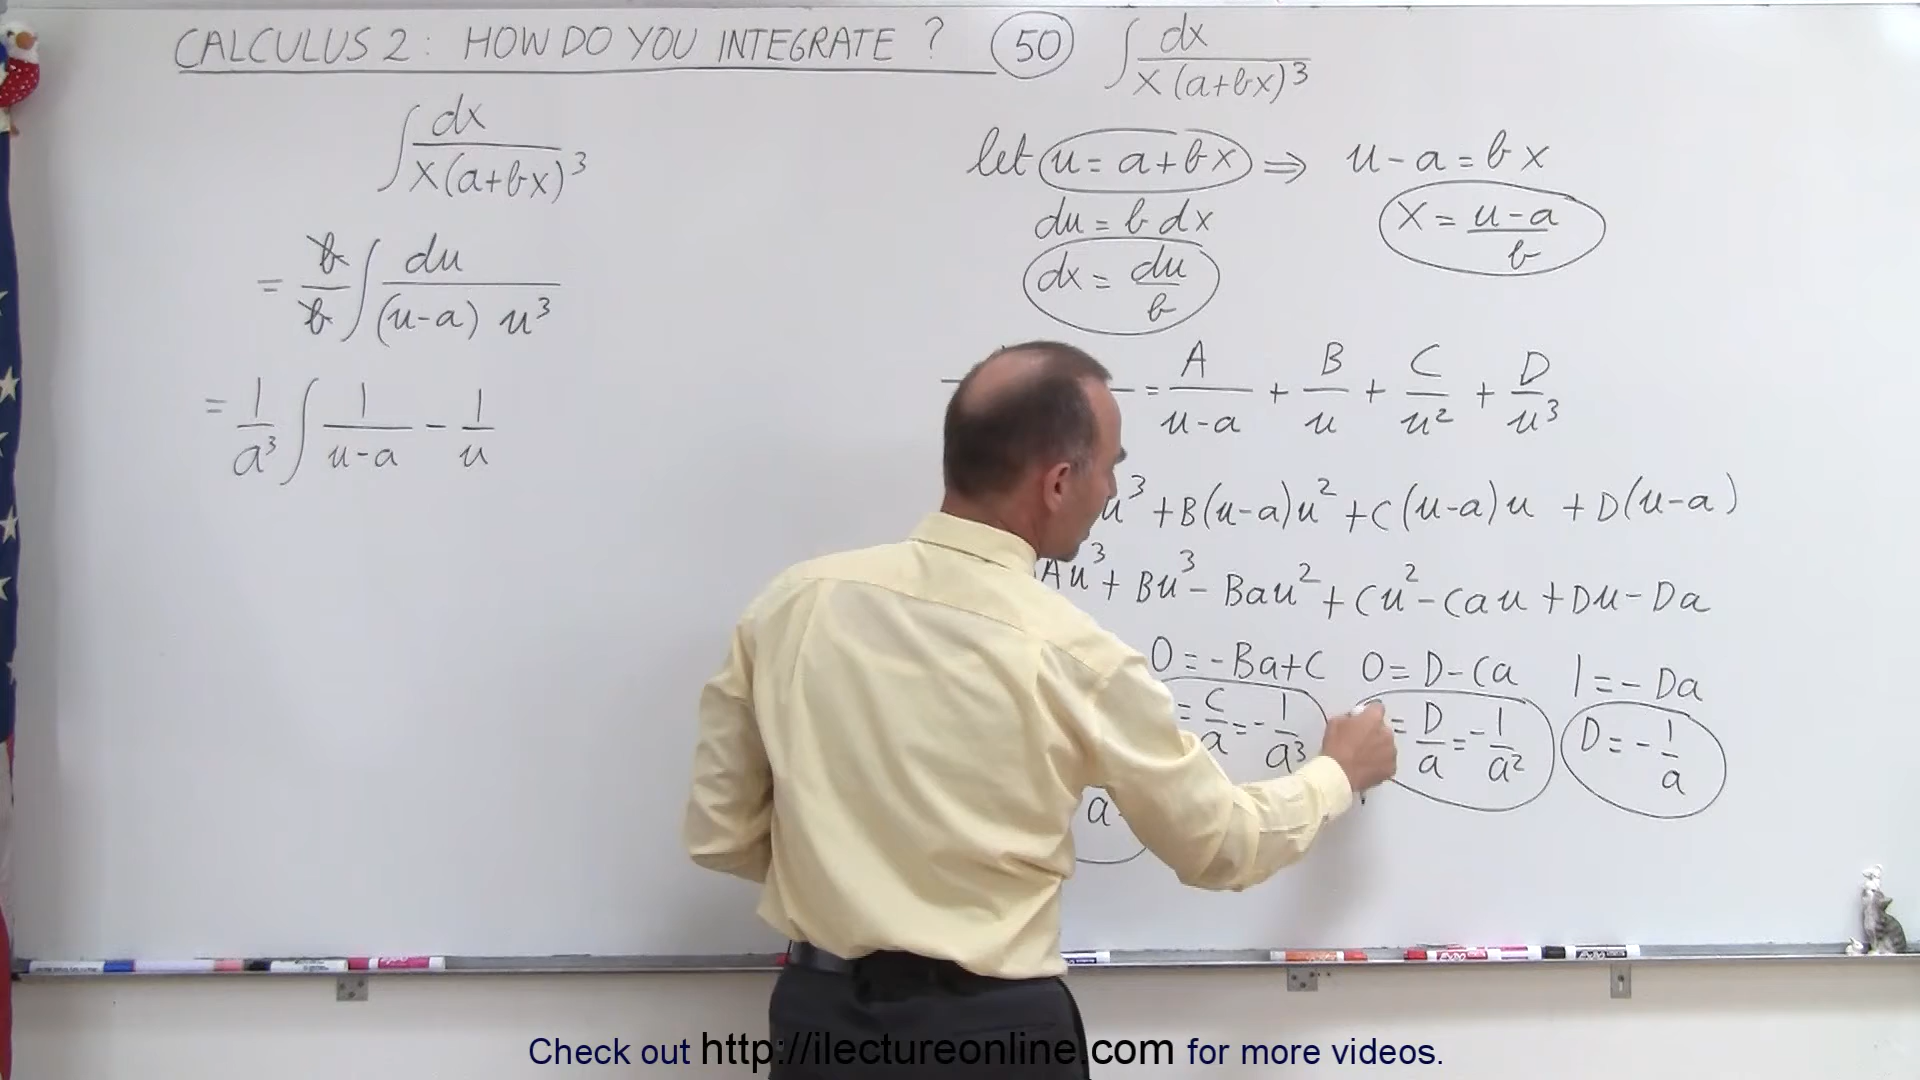 CALCULUS 2: HOW DO YOU INTEGRATE? 50 ∫ dx / x(a+bx)³
∫ dx / x(a+bx)³
= b/b ∫ du / (u-a) u³
= 1/a³ ∫ 1/u-a - 1/u
let u = a+bx ⇒ u-a = bx
du = b dx
x = u-a / b
dx = du / b
= A/u-a + B/u + C/u² + D/u³
u³ + B(u-a)u² + C(u-a)u + D(u-a)
Au³ + Bu³ - Bau² + Cu² - Cau + Du - Da
0 = -Ba+C 0 = D-Ca 1 = -Da
= C/a = -1/a³ = D/a = -1/a² D = -1/a
a
Check out http://ilectureonline.com for more videos.